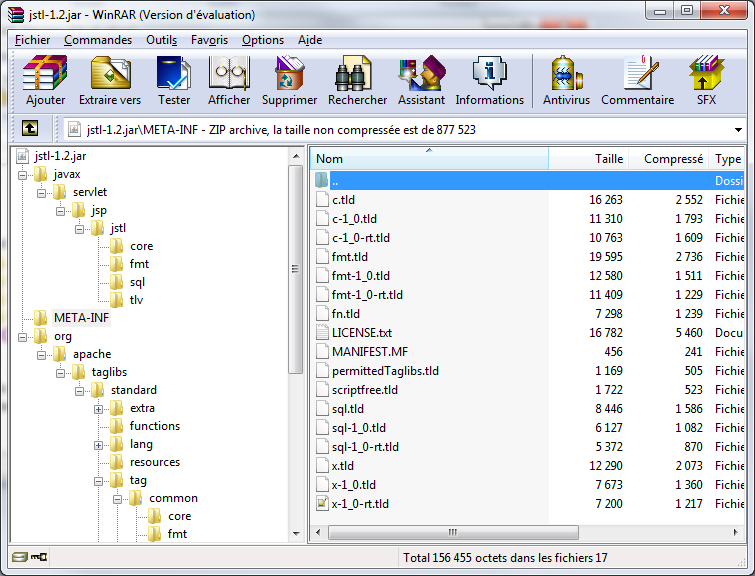 jstl-1.2.jar - WinRAR (Version d'évaluation)
Fichier Commandes Outils Favoris Options Aide
Ajouter Extraire vers Tester Afficher Supprimer Rechercher Assistant Informations Antivirus Commentaire SFX
jstl-1.2.jar\META-INF - ZIP archive, la taille non compressée est de 877 523
jstl-1.2.jar
javax
servlet
jsp
jstl
core
fmt
sql
tlv
META-INF
org
apache
taglibs
standard
extra
functions
lang
resources
tag
common
core
fmt
Nom Taille Compressé Type
.. Dossi
c.tld 16 263 2 552 Fichie
c-1_0.tld 11 310 1 793 Fichie
c-1_0-rt.tld 10 763 1 609 Fichie
fmt.tld 19 595 2 736 Fichie
fmt-1_0.tld 12 580 1 511 Fichie
fmt-1_0-rt.tld 11 409 1 229 Fichie
fn.tld 7 298 1 239 Fichie
LICENSE.txt 16 782 5 460 Docu
MANIFEST.MF 456 241 Fichie
permittedTaglibs.tld 1 169 505 Fichie
scriptfree.tld 1 722 523 Fichie
sql.tld 8 446 1 586 Fichie
sql-1_0.tld 6 127 1 082 Fichie
sql-1_0-rt.tld 5 372 870 Fichie
x.tld 12 290 2 073 Fichie
x-1_0.tld 7 673 1 360 Fichie
x-1_0-rt.tld 7 200 1 217 Fichie
Total 156 455 octets dans les fichiers 17